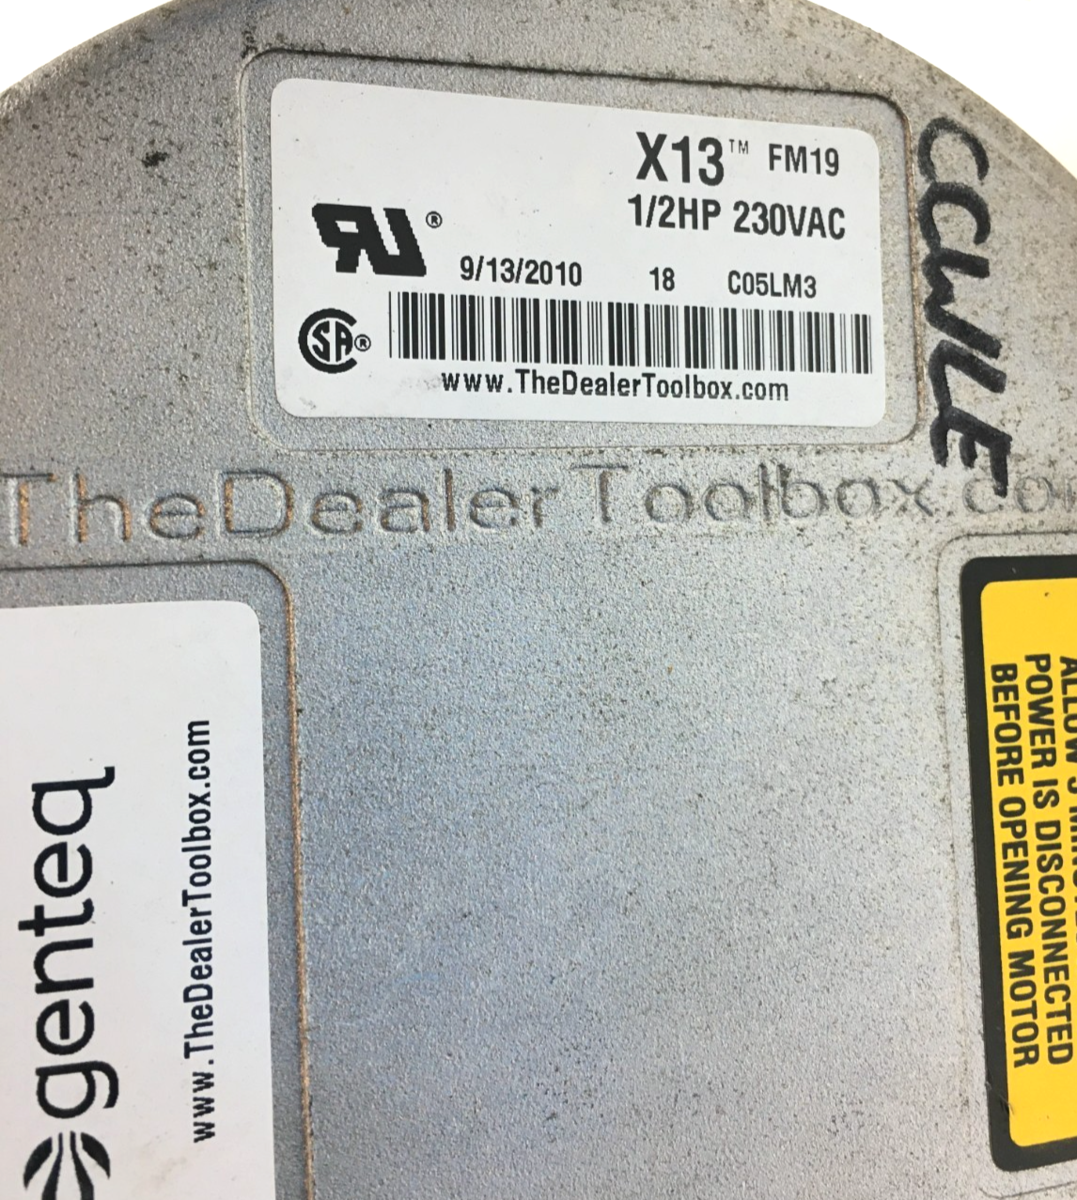 X13™ FM19
1/2HP 230VAC
9/13/2010 18 C05LM3
www.TheDealerToolbox.com
CCWLE
TheDealerToolbox.com
genteq
www.TheDealerToolbox.com
POWER IS DISCONNECTED
BEFORE OPENING MOTOR